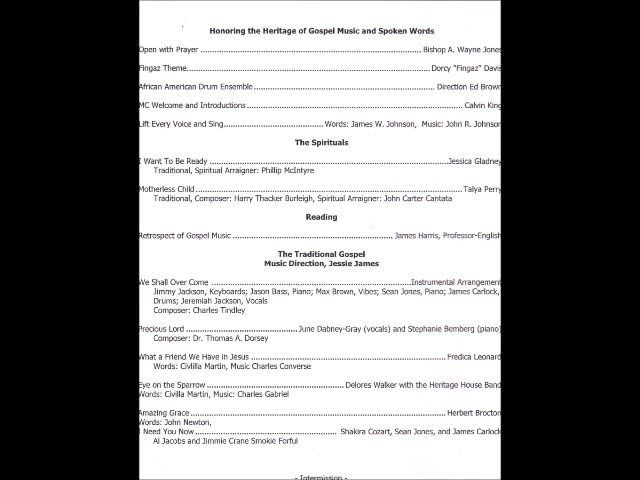 Honoring the Heritage of Gospel Music and Spoken Words
Open with Prayer ........ Bishop A. Wayne Jones
Fingaz Theme ........ Dorcy "Fingaz" Davis
African American Drum Ensemble ........ Direction Ed Brown
MC Welcome and Introductions ........ Calvin King
Lift Every Voice and Sing ........ Words: James W. Johnson, Music: John R. Johnson
The Spirituals
I Want To Be Ready ........ Jessica Gladney
Traditional, Spiritual Arraigner: Phillip McIntyre
Motherless Child ........ Talya Perry
Traditional, Composer: Harry Thacker Burleigh, Spiritual Arraigner: John Carter Cantata
Reading
Retrospect of Gospel Music ........ James Harris, Professor-English
The Traditional Gospel
Music Direction, Jessie James
We Shall Over Come ........ Instrumental Arrangement
Jimmy Jackson, Keyboards; Jason Bass, Piano; Max Brown, Vibes; Sean Jones, Piano; James Carlock,
Drums; Jeremiah Jackson, Vocals
Composer: Charles Tindley
Precious Lord ........ June Dabney-Gray (vocals) and Stephanie Bemberg (piano)
Composer: Dr. Thomas A. Dorsey
What a Friend We Have in Jesus ........ Fredica Leonard
Words: Civlilla Martin, Music Charles Converse
Eye on the Sparrow ........ Delores Walker with the Heritage House Band
Words: Civilla Martin, Music: Charles Gabriel
Amazing Grace ........ Herbert Brocton
Words: John Newton,
I Need You Now ........ Shakira Cozart, Sean Jones, and James Carlock
Al Jacobs and Jimmie Crane Smokie Forful
- Intermission -